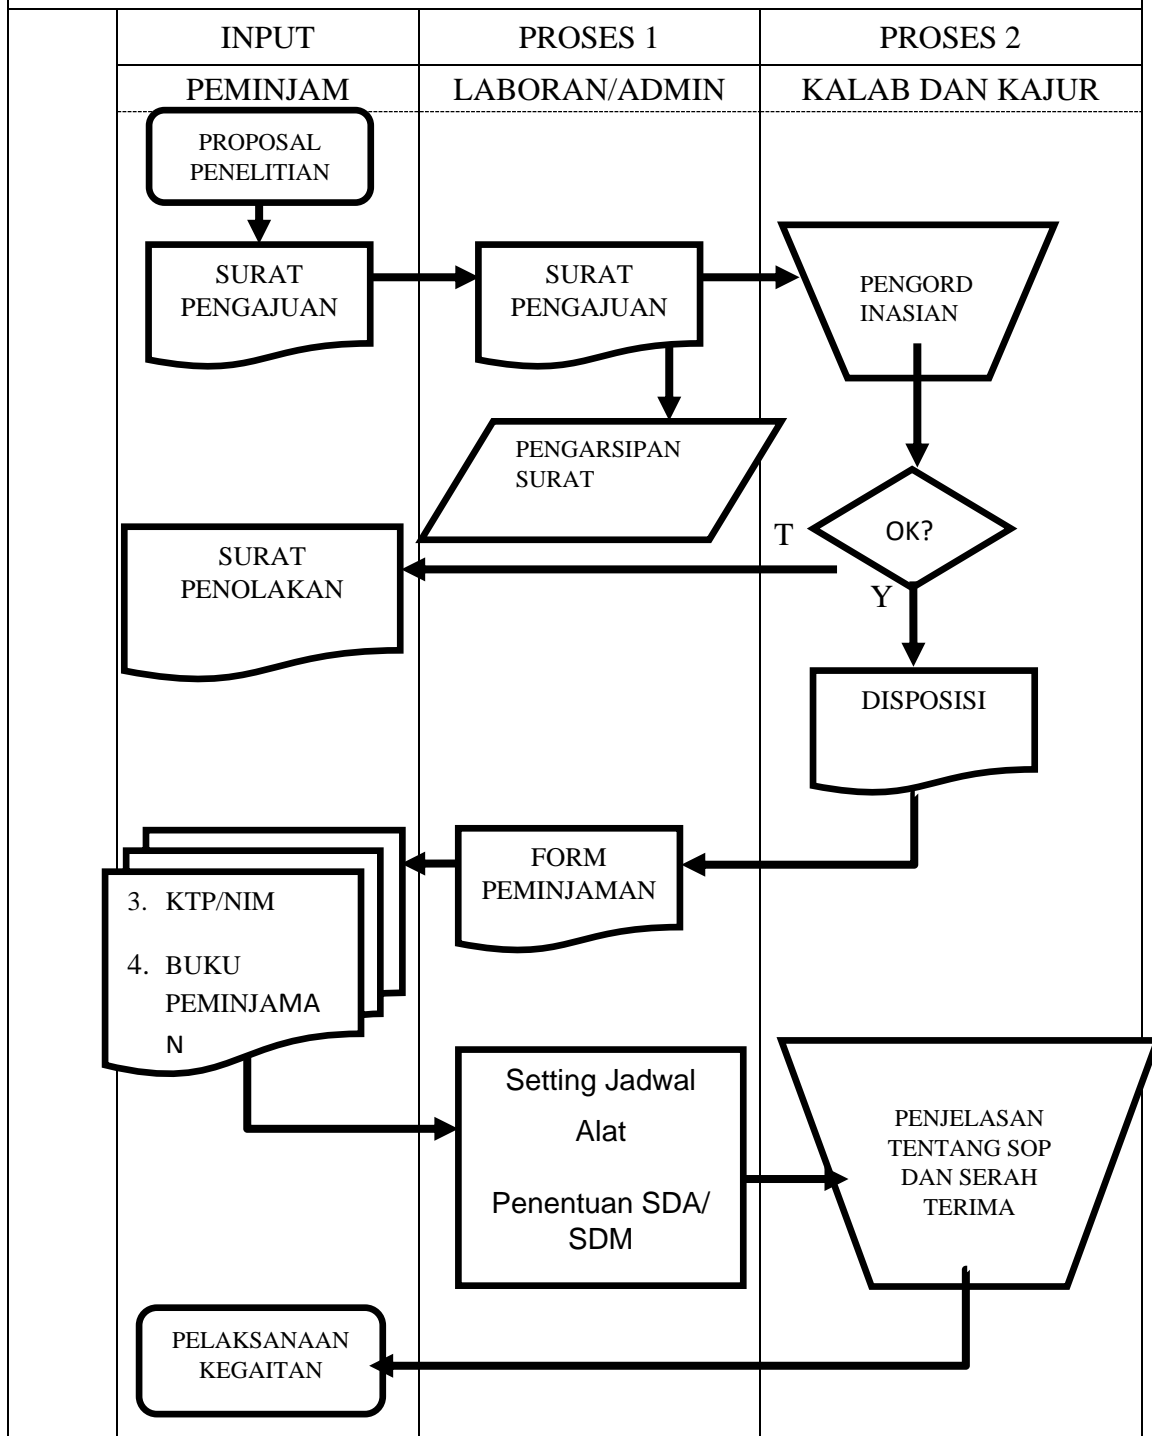 INPUT
PROSES 1
PROSES 2
PEMINJAM
LABORAN/ADMIN
KALAB DAN KAJUR
PROPOSAL
PENELITIAN
SURAT
PENGAJUAN
SURAT
PENGAJUAN
PENGORD
INASIAN
PENGARSIPAN
SURAT
T
OK?
SURAT
PENOLAKAN
Y
DISPOSISI
FORM
PEMINJAMAN
3. KTP/NIM
4. BUKU
PEMINJAMA
N
Setting Jadwal
Alat
Penentuan SDA/
SDM
PENJELASAN
TENTANG SOP
DAN SERAH
TERIMA
PELAKSANAAN
KEGAITAN